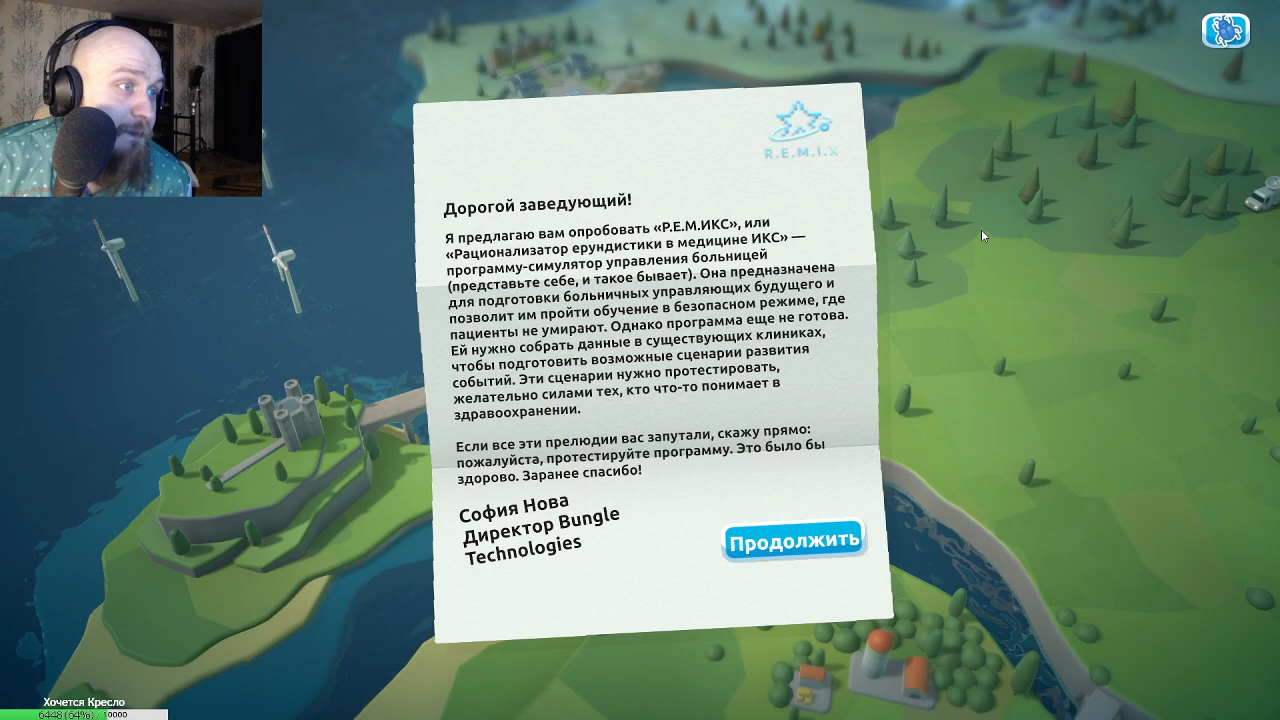 R.E.M.I.X
Дорогой заведующий!
Я предлагаю вам опробовать «Р.Е.М.ИКС», или
«Рационализатор ерундистики в медицине ИКС» —
программу-симулятор управления больницей
(представьте себе, и такое бывает). Она предназначена
для подготовки больничных управляющих будущего и
позволит им пройти обучение в безопасном режиме, где
пациенты не умирают. Однако программа еще не готова.
Ей нужно собрать данные в существующих клиниках,
чтобы подготовить возможные сценарии развития
событий. Эти сценарии нужно протестировать,
желательно силами тех, кто что-то понимает в
здравоохранении.
Если все эти прелюдии вас запутали, скажу прямо:
пожалуйста, протестируйте программу. Это было бы
здорово. Заранее спасибо!
София Нова
Директор Bungle
Technologies
Продолжить
Хочется Кресло
6448 (64%) : 10000